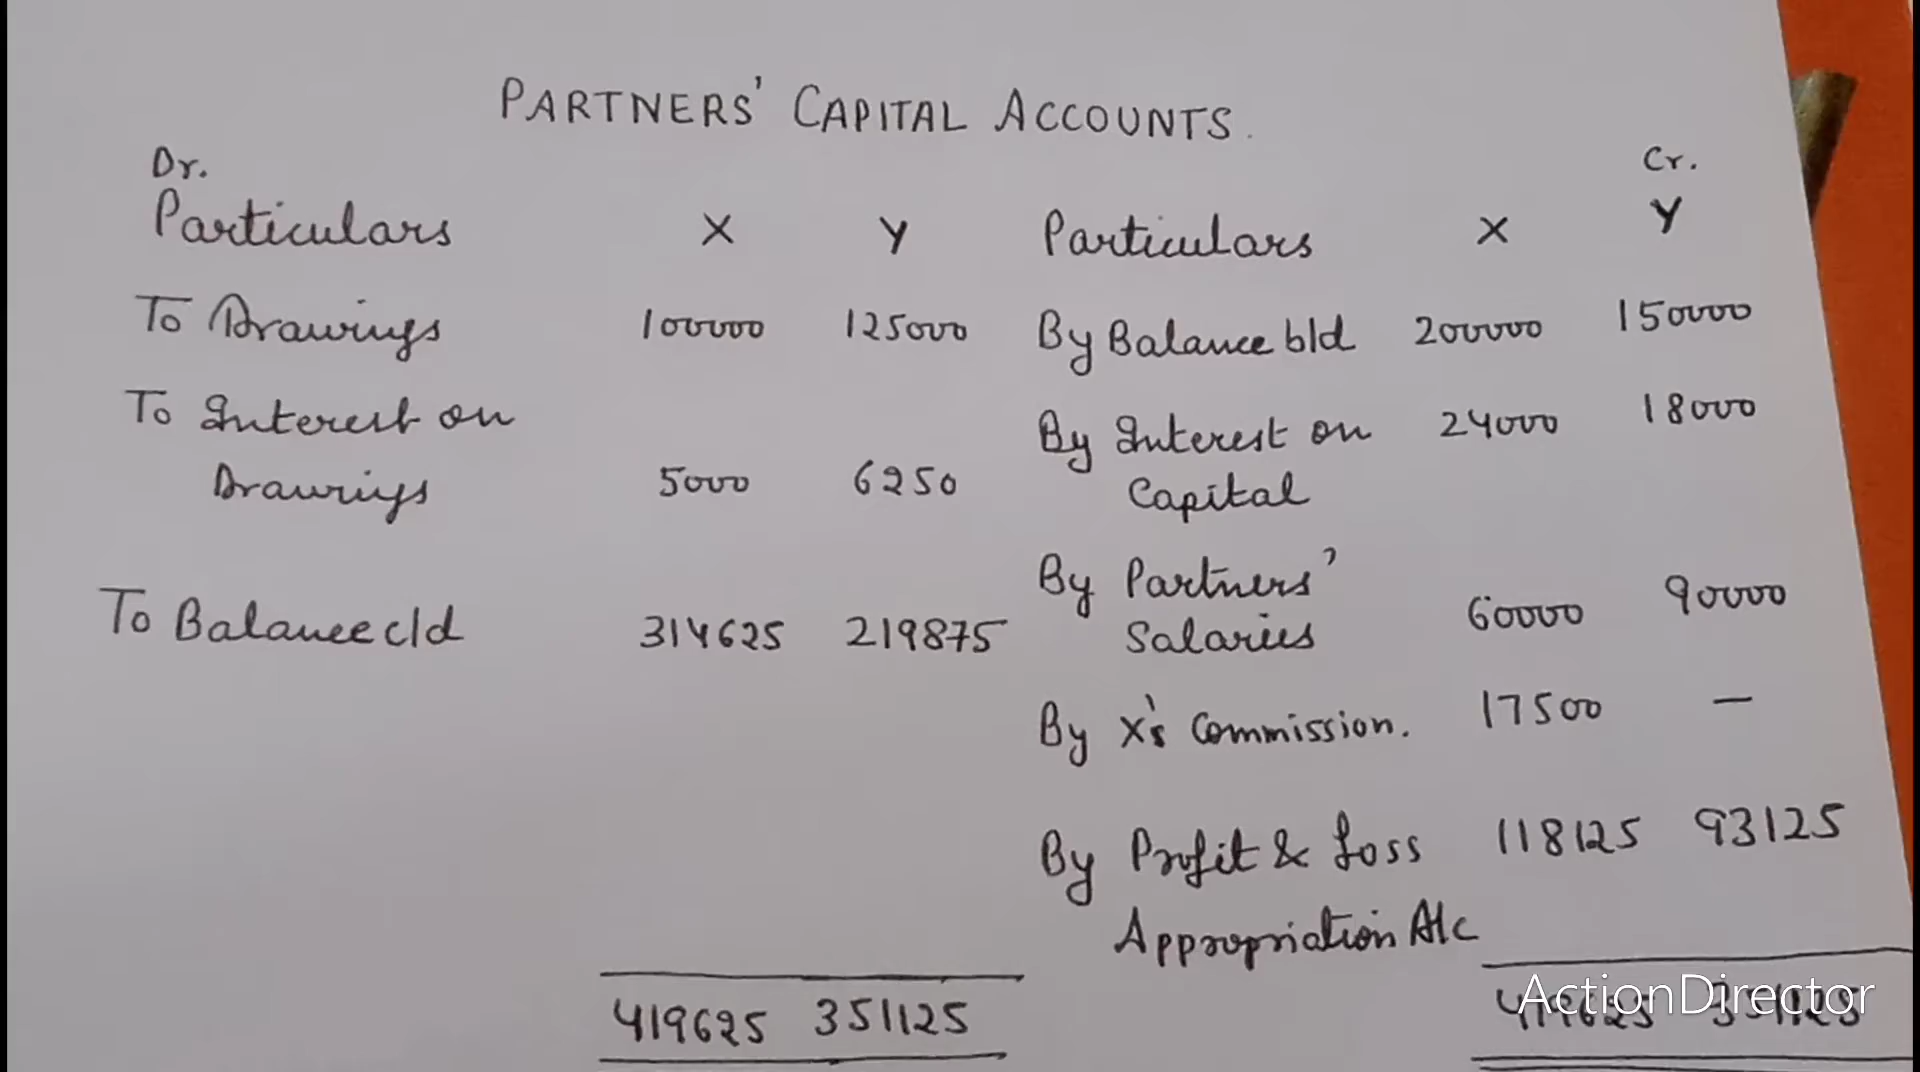 PARTNERS' CAPITAL ACCOUNTS.
Dr. Cr.
Particulars X Y Particulars X Y
To Drawings 100000 125000 By Balance b/d 200000 150000
To Interest on By Interest on 24000 18000
Drawings 5000 6250 Capital
By Partners'
To Balance c/d 314625 219875 Salaries 60000 90000
By X's Commission. 17500 —
By Profit & Loss 118125 93125
Appropriation A/c
419625 351125 419625 351125
ActionDirector